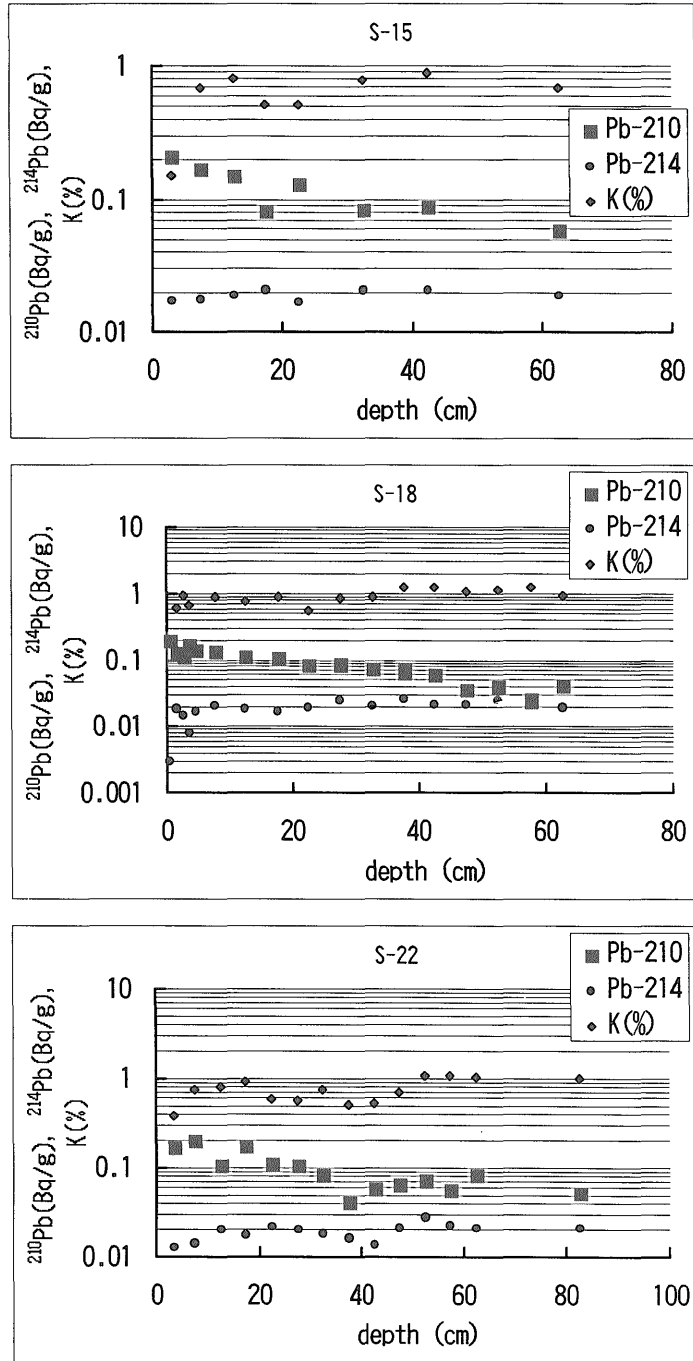 S-15
²¹⁰Pb(Bq/g), ²¹⁴Pb(Bq/g),
K(%)
1
0.1
0.01
0
20
40
60
80
depth (cm)
Pb-210
Pb-214
K(%)
S-18
²¹⁰Pb(Bq/g), ²¹⁴Pb(Bq/g),
K(%)
10
1
0.1
0.01
0.001
0
20
40
60
80
depth (cm)
Pb-210
Pb-214
K(%)
S-22
²¹⁰Pb(Bq/g), ²¹⁴Pb(Bq/g),
K(%)
10
1
0.1
0.01
0
20
40
60
80
100
depth (cm)
Pb-210
Pb-214
K(%)